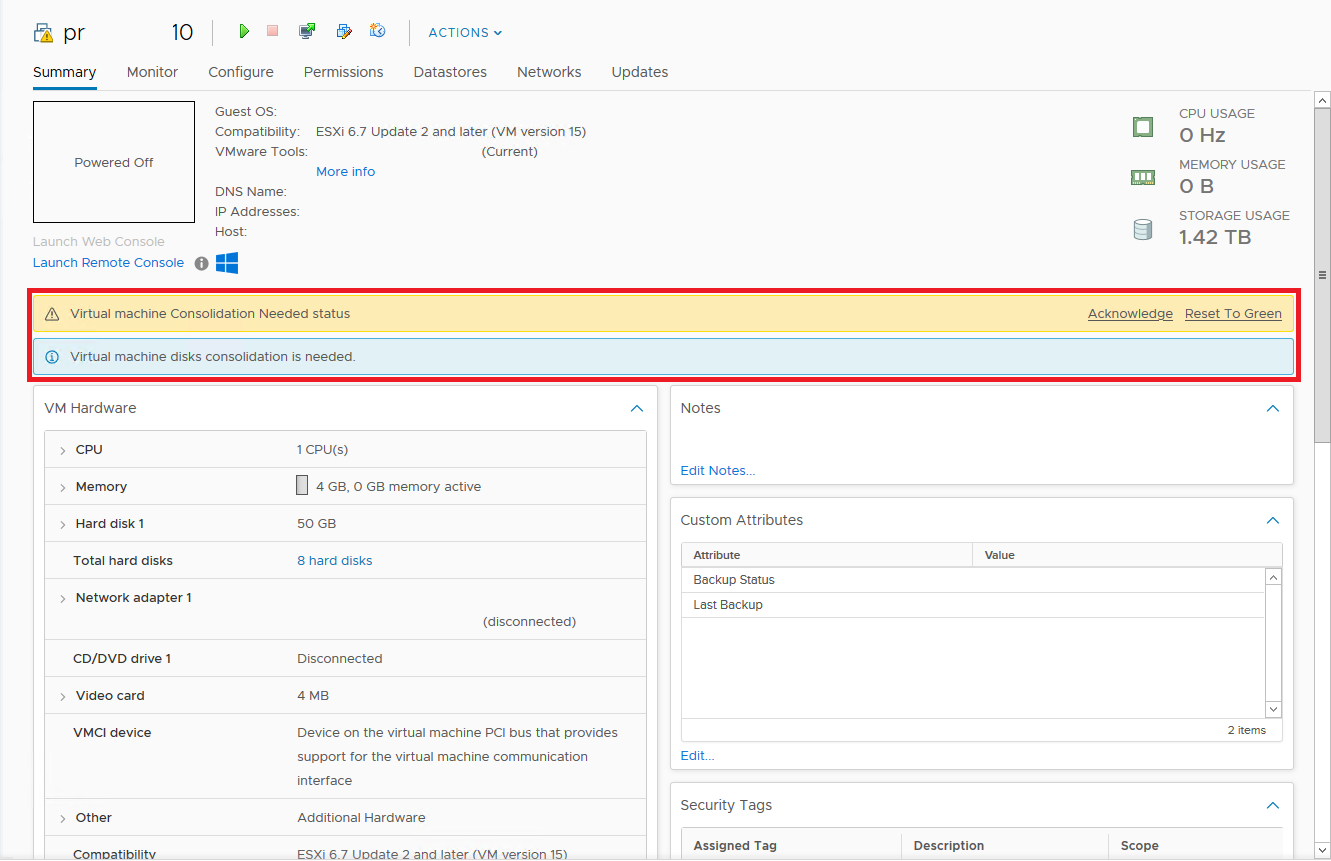 pr 10 ACTIONS
Summary Monitor Configure Permissions Datastores Networks Updates
Powered Off
Launch Web Console
Launch Remote Console
Guest OS:
Compatibility: ESXi 6.7 Update 2 and later (VM version 15)
VMware Tools: (Current)
More info
DNS Name:
IP Addresses:
Host:
CPU USAGE
0 Hz
MEMORY USAGE
0 B
STORAGE USAGE
1.42 TB
Virtual machine Consolidation Needed status Acknowledge Reset To Green
Virtual machine disks consolidation is needed.
VM Hardware
CPU 1 CPU(s)
Memory 4 GB, 0 GB memory active
Hard disk 1 50 GB
Total hard disks 8 hard disks
Network adapter 1
(disconnected)
CD/DVD drive 1 Disconnected
Video card 4 MB
VMCI device Device on the virtual machine PCI bus that provides
support for the virtual machine communication
interface
Other Additional Hardware
Compatibility ESXi 6.7 Update 2 and later (VM version 15)
Notes
Edit Notes...
Custom Attributes
Attribute Value
Backup Status
Last Backup
2 items
Edit...
Security Tags
Assigned Tag Description Scope